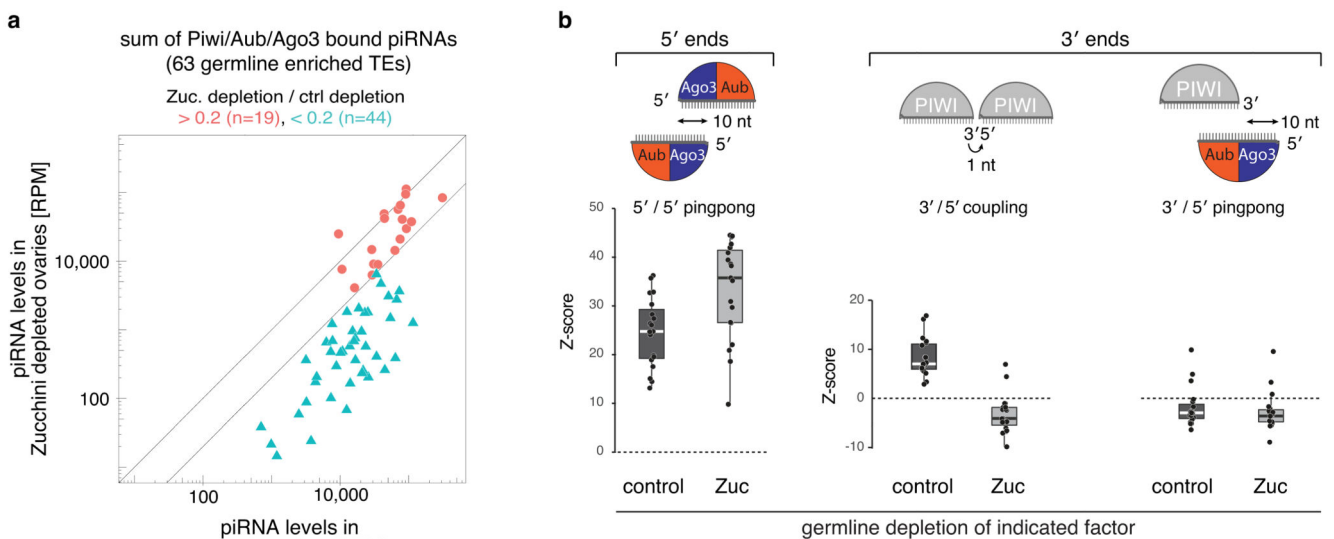 a
sum of Piwi/Aub/Ago3 bound piRNAs
(63 germline enriched TEs)
Zuc. depletion / ctrl depletion
> 0.2 (n=19), < 0.2 (n=44)
piRNA levels in
Zucchini depleted ovaries [RPM]
10,000
100
100
10,000
piRNA levels in
b
5′ ends
3′ ends
5′
Ago3
Aub
10 nt
5′
Aub
Ago3
PIWI
PIWI
3′5′
1 nt
PIWI
3′
10 nt
5′
Aub
Ago3
5′/5′ pingpong
3′/5′ coupling
3′/5′ pingpong
Z-score
50
40
30
20
10
0
Z-score
20
10
0
-10
control
Zuc
control
Zuc
control
Zuc
germline depletion of indicated factor